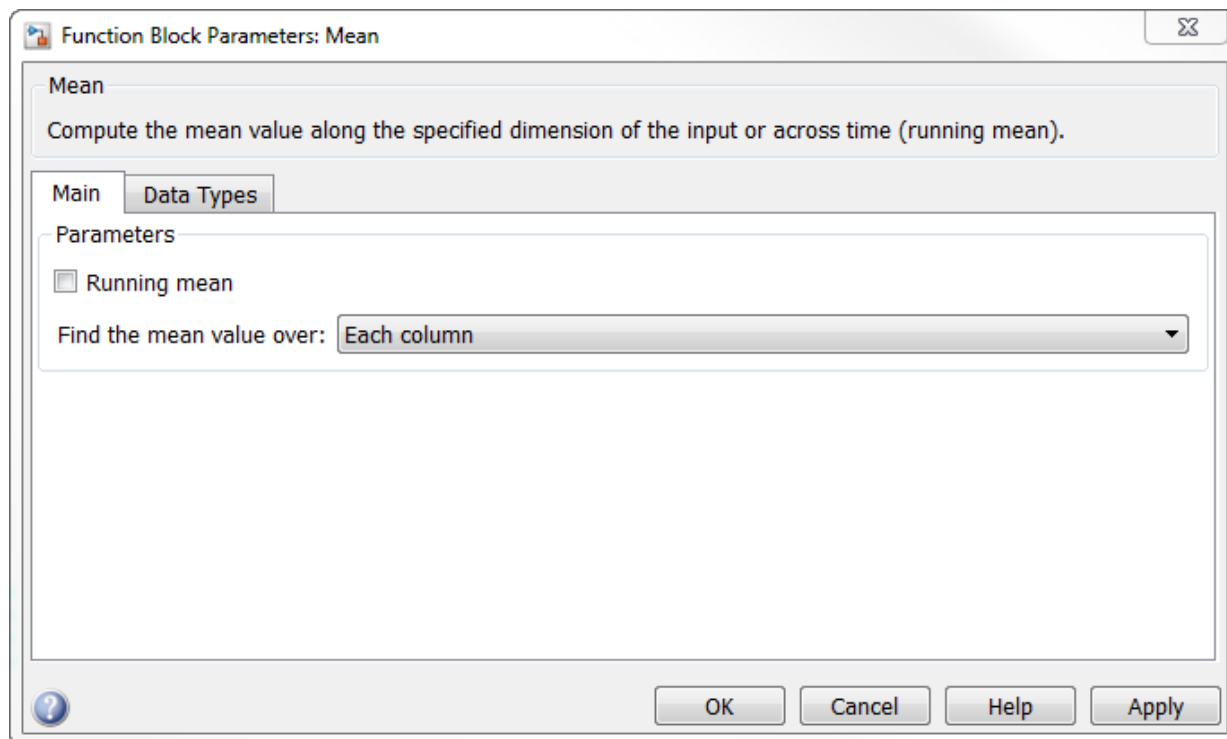 Function Block Parameters: Mean
Mean
Compute the mean value along the specified dimension of the input or across time (running mean).
Main Data Types
Parameters
Running mean
Find the mean value over: Each column
? OK Cancel Help Apply